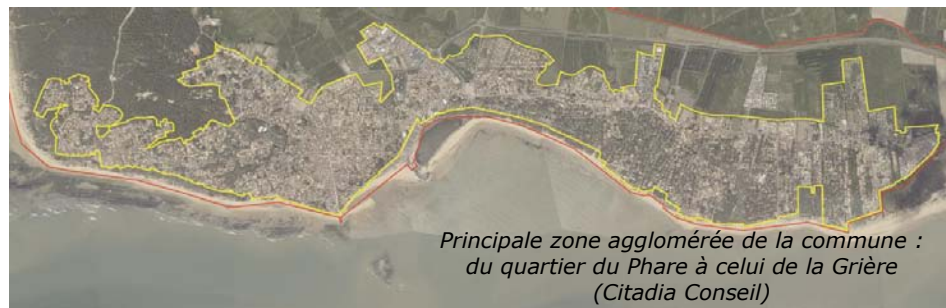 Principale zone agglomérée de la commune :
du quartier du Phare à celui de la Grière
(Citadia Conseil)